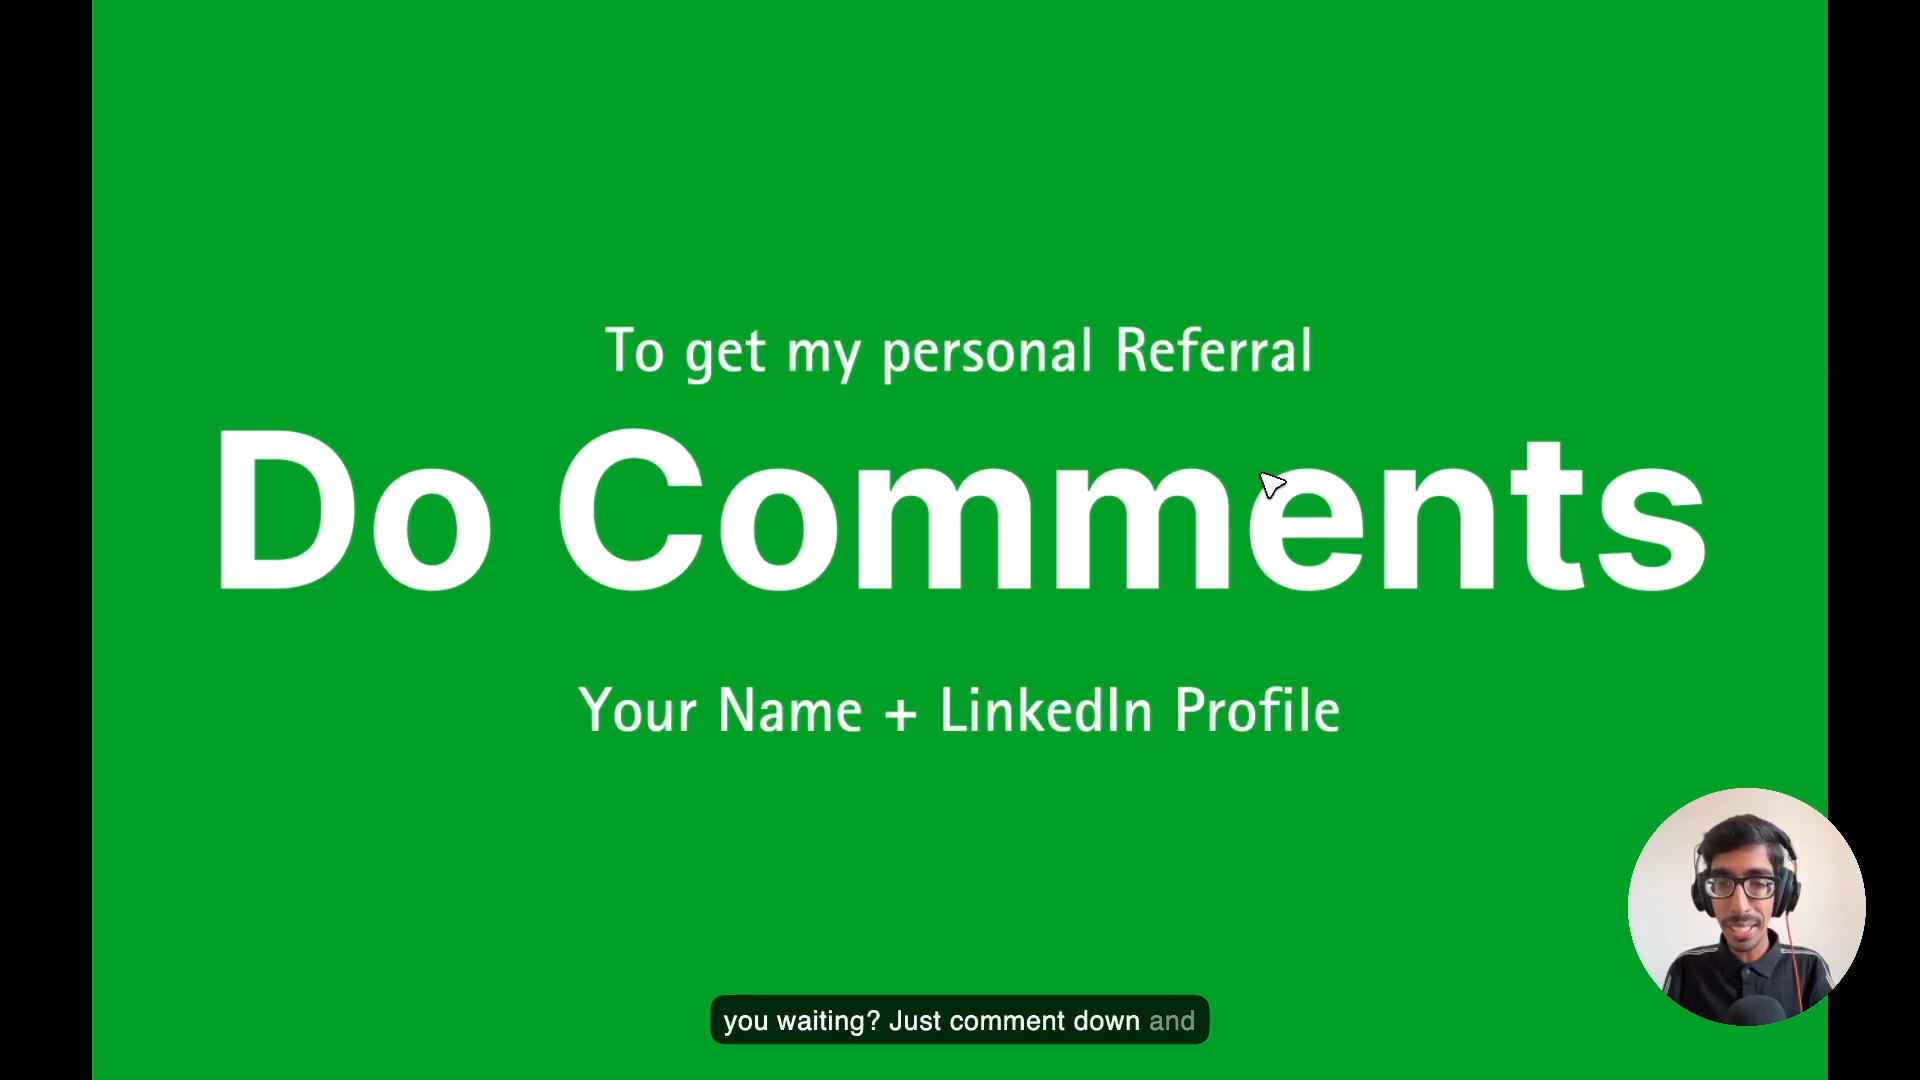 To get my personal Referral
Do Comments
Your Name + LinkedIn Profile
you waiting? Just comment down and